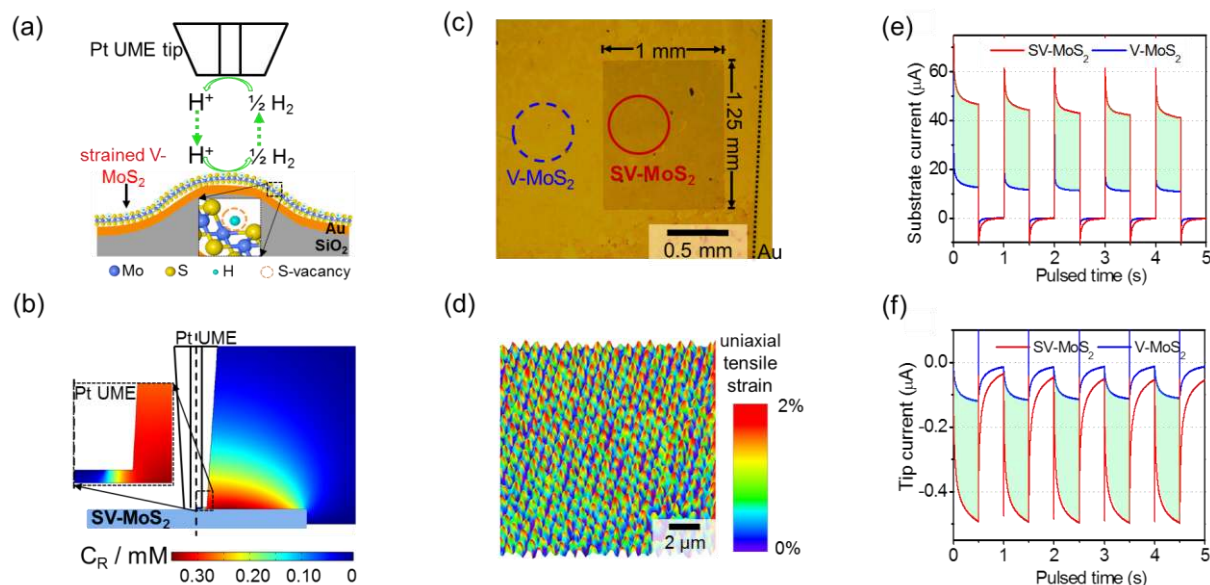 (a)
Pt UME tip
H⁺
½ H₂
H⁺
½ H₂
strained V-
MoS₂
Au
SiO₂
Mo
S
H
S-vacancy
(b)
Pt UME
Pt UME
SV-MoS₂
C_R / mM
0.30
0.20
0.10
0
(c)
1 mm
1.25 mm
V-MoS₂
SV-MoS₂
0.5 mm
Au
(d)
uniaxial
tensile
strain
2%
0%
2 µm
(e)
SV-MoS₂
V-MoS₂
Substrate current (µA)
60
40
20
0
0 1 2 3 4 5
Pulsed time (s)
(f)
SV-MoS₂
V-MoS₂
Tip current (µA)
0.0
-0.2
-0.4
0 1 2 3 4 5
Pulsed time (s)